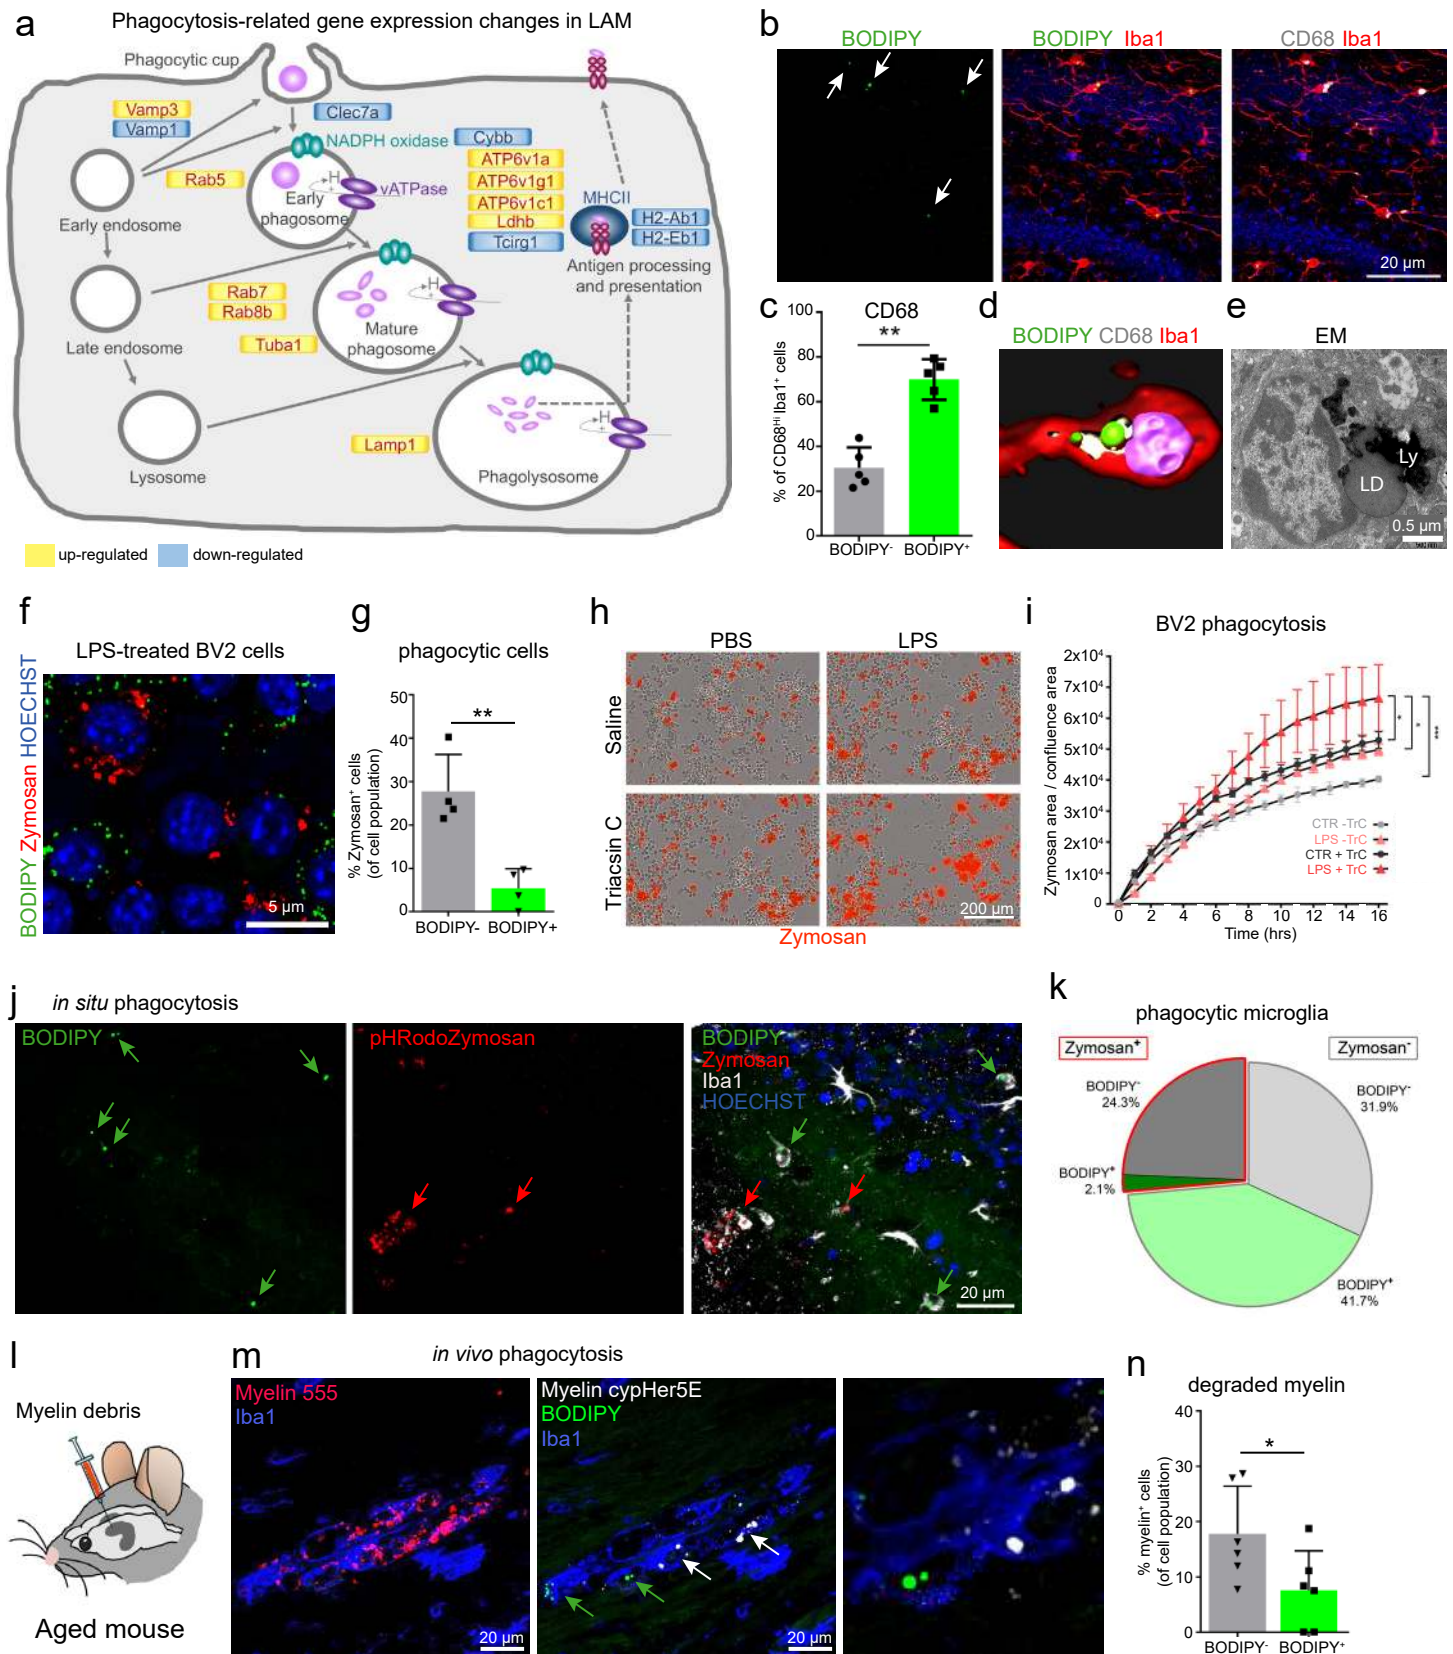 a
Phagocytosis-related gene expression changes in LAM
Phagocytic cup
Vamp3
Vamp1
Clec7a
NADPH oxidase
Cybb
Rab5
H
+
vATPase
Early
phagosome
Early endosome
ATP6v1a
ATP6v1g1
ATP6v1c1
Ldhb
Tcirg1
MHCII
H2-Ab1
H2-Eb1
Antigen processing
and presentation
Rab7
Rab8b
Tuba1
H
+
Mature
phagosome
Late endosome
Lamp1
H
+
Phagolysosome
Lysosome
up-regulated
down-regulated
b
BODIPY
BODIPY Iba1
CD68 Iba1
20 µm
c
CD68
**
% of CD68Hi Iba1+ cells
100
80
60
40
20
0
BODIPY-
BODIPY+
d
BODIPY CD68 Iba1
e
EM
Ly
LD
0.5 µm
f
LPS-treated BV2 cells
BODIPY Zymosan HOECHST
5 µm
g
phagocytic cells
**
% Zymosan+ cells
(of cell population)
50
40
30
20
10
0
BODIPY-
BODIPY+
h
PBS
LPS
Saline
Triacsin C
200 µm
Zymosan
i
BV2 phagocytosis
Zymosan area / confluence area
2x10⁴
7x10⁴
6x10⁴
5x10⁴
4x10⁴
3x10⁴
2x10⁴
1x10⁴
0
*
*
***
CTR -TrC
LPS -TrC
CTR + TrC
LPS + TrC
0 2 4 6 8 10 12 14 16
Time (hrs)
j
in situ phagocytosis
BODIPY
pHRodoZymosan
BODIPY
Zymosan
Iba1
HOECHST
20 µm
k
phagocytic microglia
Zymosan+
Zymosan-
BODIPY-
24.3%
BODIPY-
31.9%
BODIPY+
2.1%
BODIPY+
41.7%
l
Myelin debris
Aged mouse
m
in vivo phagocytosis
Myelin 555
Iba1
20 µm
Myelin cypHer5E
BODIPY
Iba1
20 µm
n
degraded myelin
*
% myelin+ cells
(of cell population)
40
30
20
10
0
BODIPY-
BODIPY+